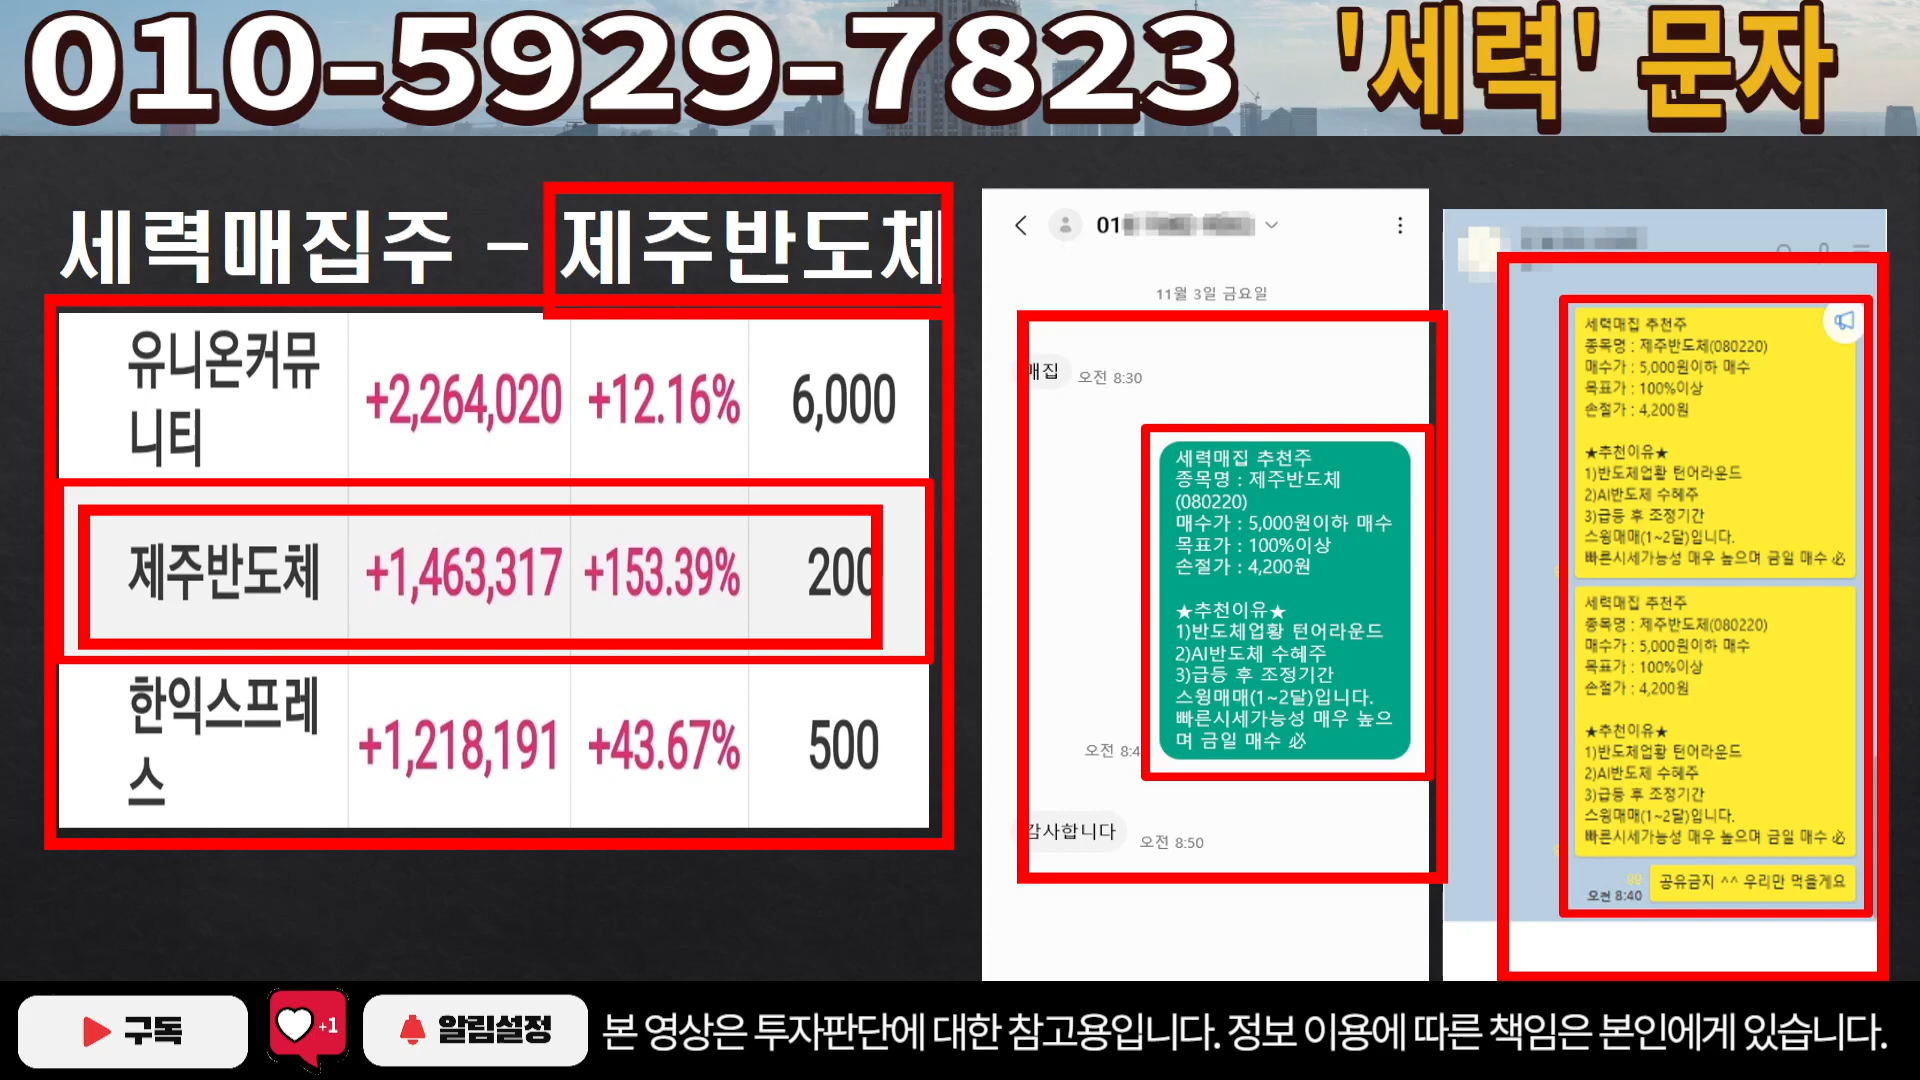 010-5929-7823 '세력' 문자
세력매집주 - 제주반도체
유니온커뮤
니티
+2,264,020 +12.16% 6,000
제주반도체 +1,463,317 +153.39% 200
한익스프레
스
+1,218,191 +43.67% 500
01
11월 3일 금요일
매집 오전 8:30
세력매집 추천주
종목명 : 제주반도체
(080220)
매수가 : 5,000원이하 매수
목표가 : 100%이상
손절가 : 4,200원
★추천이유★
1)반도체업황 턴어라운드
2)AI반도체 수혜주
3)급등 후 조정기간
스윙매매(1~2달)입니다.
빠른시세가능성 매우 높으
며 금일 매수 必
오전 8:4
감사합니다 오전 8:50
세력매집 추천주
종목명 : 제주반도체(080220)
매수가 : 5,000원이하 매수
목표가 : 100%이상
손절가 : 4,200원
★추천이유★
1)반도체업황 턴어라운드
2)AI반도체 수혜주
3)급등 후 조정기간
스윙매매(1~2달)입니다.
빠른시세가능성 매우 높으며 금일 매수 必
세력매집 추천주
종목명 : 제주반도체(080220)
매수가 : 5,000원이하 매수
목표가 : 100%이상
손절가 : 4,200원
★추천이유★
1)반도체업황 턴어라운드
2)AI반도체 수혜주
3)급등 후 조정기간
스윙매매(1~2달)입니다.
빠른시세가능성 매우 높으며 금일 매수 必
오전 8:40 공유금지 ^^ 우리만 먹을게요
구독 +1 알림설정 본 영상은 투자판단에 대한 참고용입니다. 정보 이용에 따른 책임은 본인에게 있습니다.